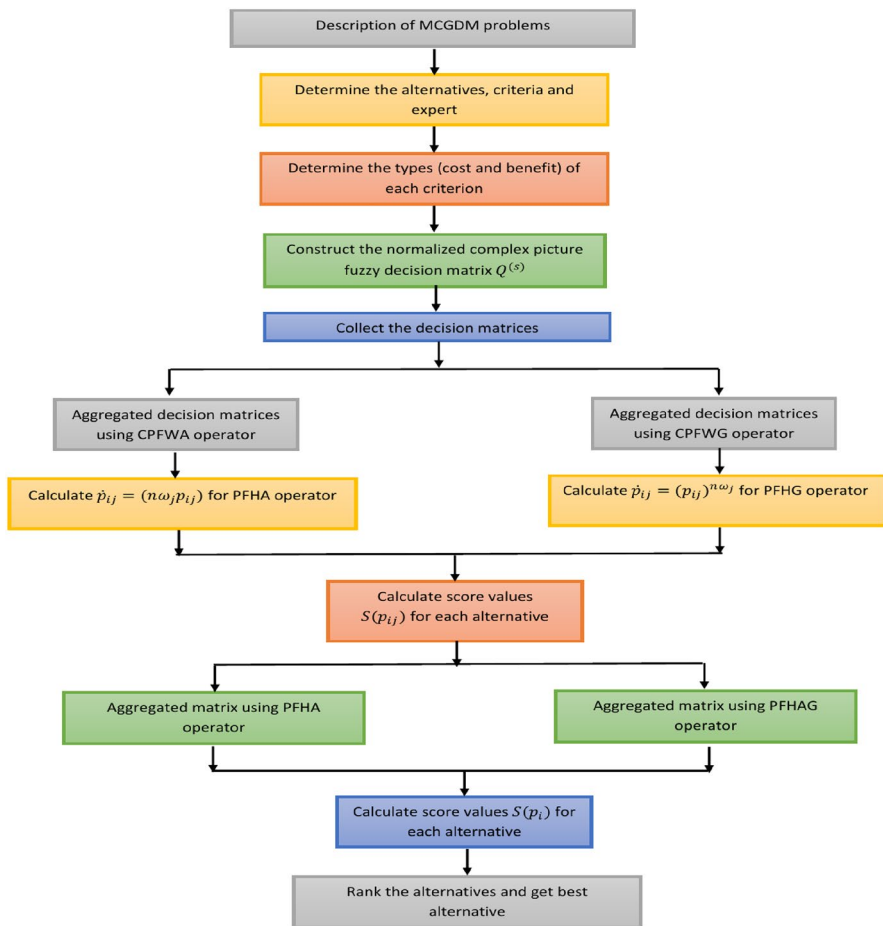 Description of MCGDM problems
Determine the alternatives, criteria and
expert
Determine the types (cost and benefit) of
each criterion
Construct the normalized complex picture
fuzzy decision matrix Q^(s)
Collect the decision matrices
Aggregated decision matrices
using CPFWA operator
Aggregated decision matrices
using CPFWG operator
Calculate ṗ_ij = (nω_j p_ij) for PFHA operator
Calculate ṗ_ij = (p_ij)^nω_j for PFHG operator
Calculate score values
S(p_ij) for each alternative
Aggregated matrix using PFHA
operator
Aggregated matrix using PFHAG
operator
Calculate score values S(p_i) for
each alternative
Rank the alternatives and get best
alternative